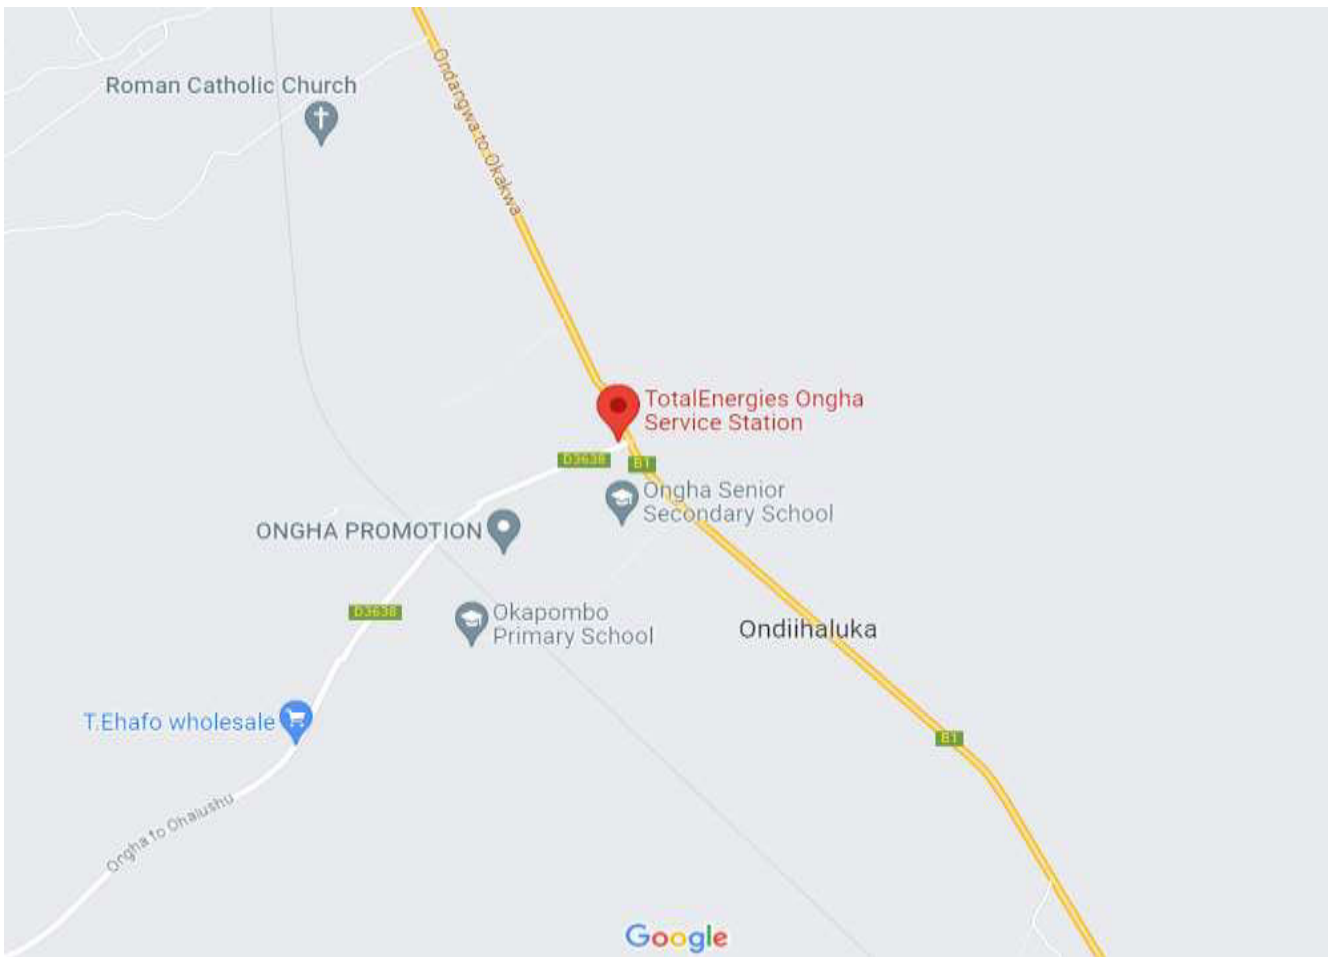 Roman Catholic Church
Ondangwa to Okakwa
TotalEnergies Ongha
Service Station
D3638
B1
Ongha Senior
Secondary School
ONGHA PROMOTION
D3638
Okapombo
Primary School
Ondiihaluka
T.Ehafo wholesale
B1
Ongha to Ohalushu
Google